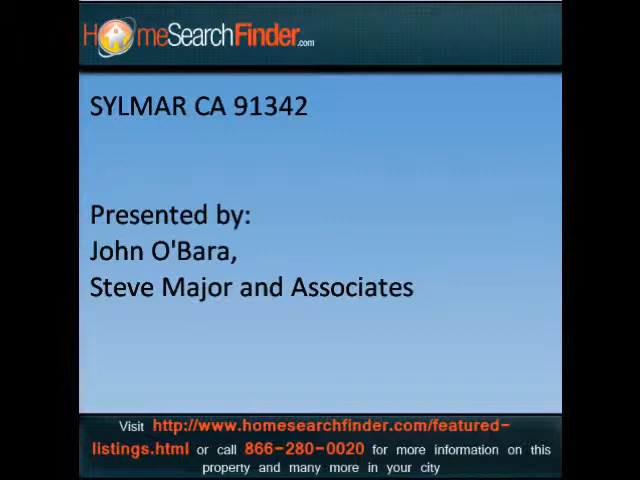 HomeSearchFinder.com
SYLMAR CA 91342
Presented by:
John O'Bara,
Steve Major and Associates
Visit http://www.homesearchfinder.com/featured-
listings.html or call 866-280-0020 for more information on this
property and many more in your city